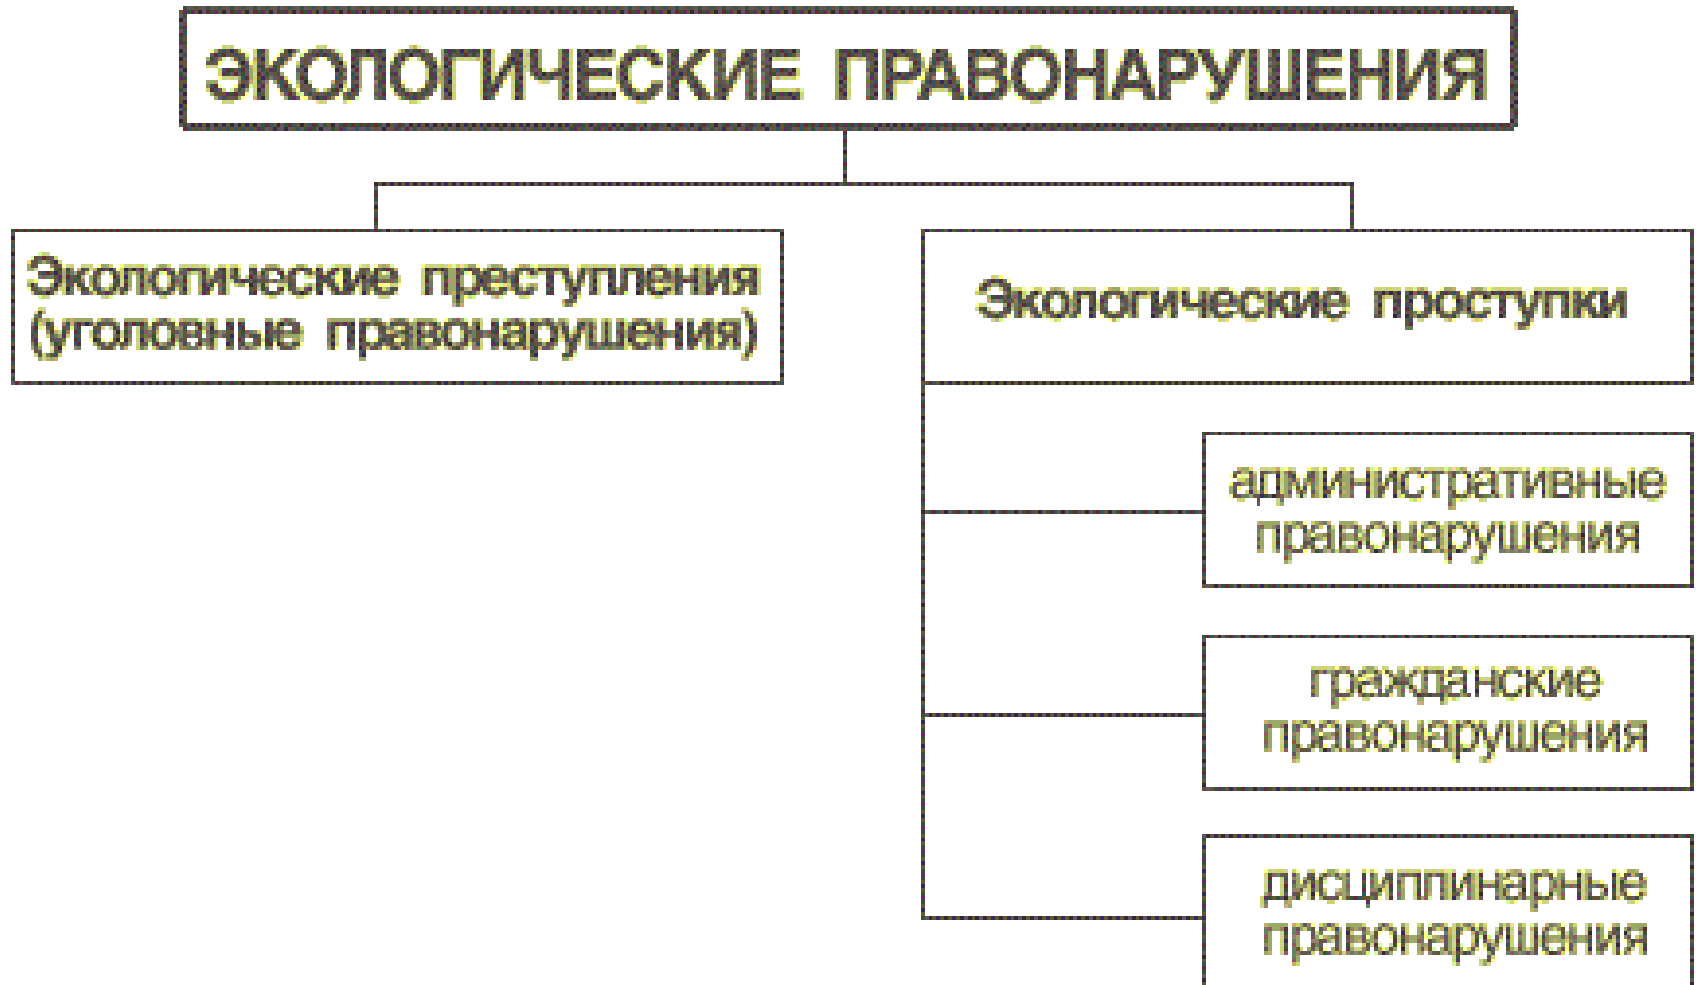 ЭКОЛОГИЧЕСКИЕ ПРАВОНАРУШЕНИЯ
Экологические преступления
(уголовные правонарушения)
Экологические проступки
административные
правонарушения
гражданские
правонарушения
дисциплинарные
правонарушения